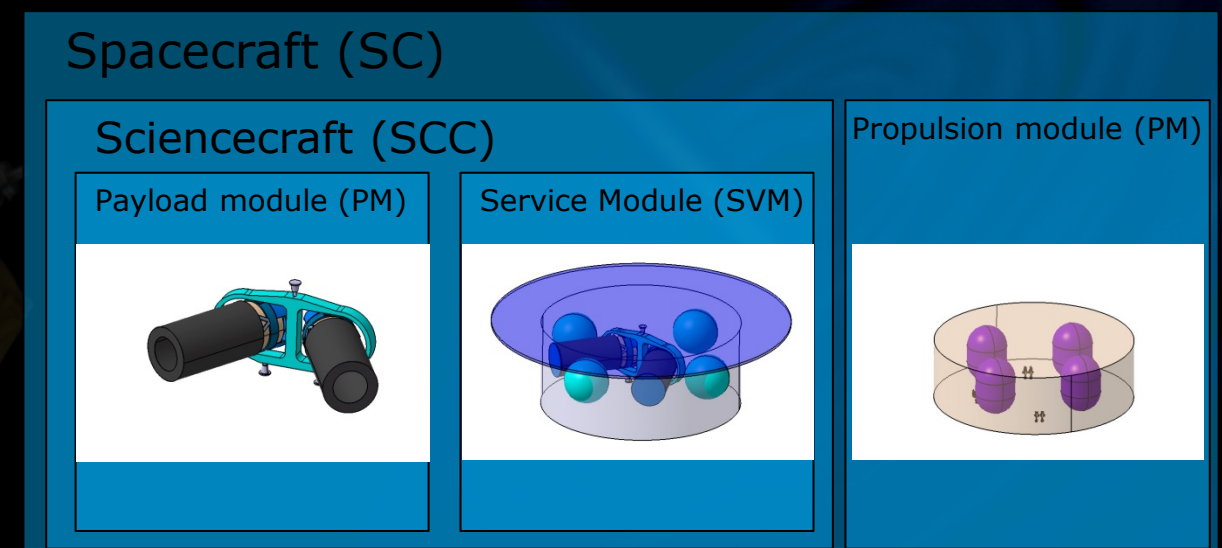 Spacecraft (SC)
Sciencecraft (SCC)
Propulsion module (PM)
Payload module (PM)
Service Module (SVM)